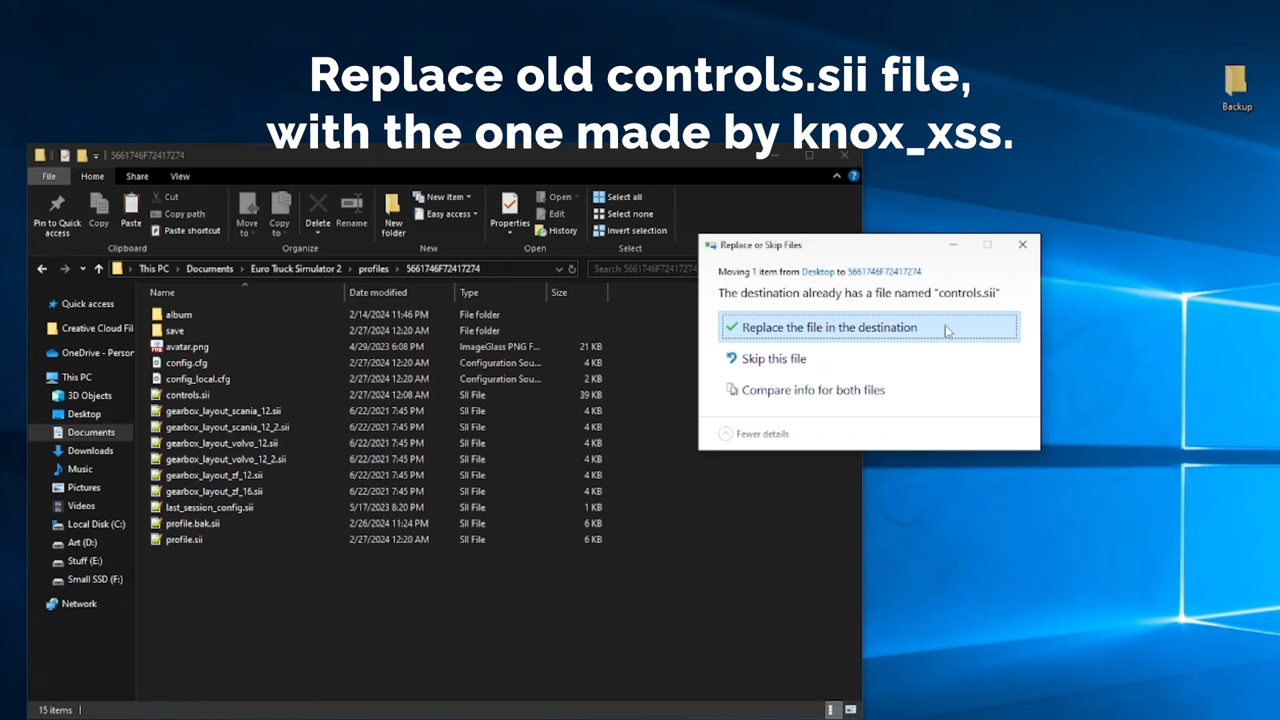 Replace old controls.sii file,
with the one made by knox_xss.
Backup
5661746F72417274
File
Home
Share
View
Pin to Quick
access
Copy
Paste
Cut
Copy path
Paste shortcut
Clipboard
Move
to
Copy
to
Delete
Rename
Organize
New
folder
New item
Easy access
New
Properties
Open
Edit
History
Open
Select all
Select none
Invert selection
Select
This PC > Documents > Euro Truck Simulator 2 > profiles > 5661746F72417274
Search 5661746F72417274
Name Date modified Type Size
Quick access
Creative Cloud Fil
OneDrive - Person
This PC
3D Objects
Desktop
Documents
Downloads
Music
Pictures
Videos
Local Disk (C:)
Art (D:)
Stuff (E:)
Small SSD (F:)
Network
album 2/14/2024 11:46 PM File folder
save 2/27/2024 12:20 AM File folder
avatar.png 4/29/2023 6:08 PM ImageGlass PNG F... 21 KB
config.cfg 2/27/2024 12:20 AM Configuration Sou... 4 KB
config_local.cfg 2/27/2024 12:20 AM Configuration Sou... 2 KB
controls.sii 2/27/2024 12:08 AM SII File 39 KB
gearbox_layout_scania_12.sii 6/22/2021 7:45 PM SII File 4 KB
gearbox_layout_scania_12_2.sii 6/22/2021 7:45 PM SII File 4 KB
gearbox_layout_volvo_12.sii 6/22/2021 7:45 PM SII File 4 KB
gearbox_layout_volvo_12_2.sii 6/22/2021 7:45 PM SII File 4 KB
gearbox_layout_zf_12.sii 6/22/2021 7:45 PM SII File 4 KB
gearbox_layout_zf_16.sii 6/22/2021 7:45 PM SII File 4 KB
last_session_config.sii 5/17/2023 8:20 PM SII File 1 KB
profile.bak.sii 2/26/2024 11:24 PM SII File 6 KB
profile.sii 2/27/2024 12:20 AM SII File 6 KB
15 items
Replace or Skip Files
Moving 1 item from Desktop to 5661746F72417274
The destination already has a file named "controls.sii"
Replace the file in the destination
Skip this file
Compare info for both files
Fewer details